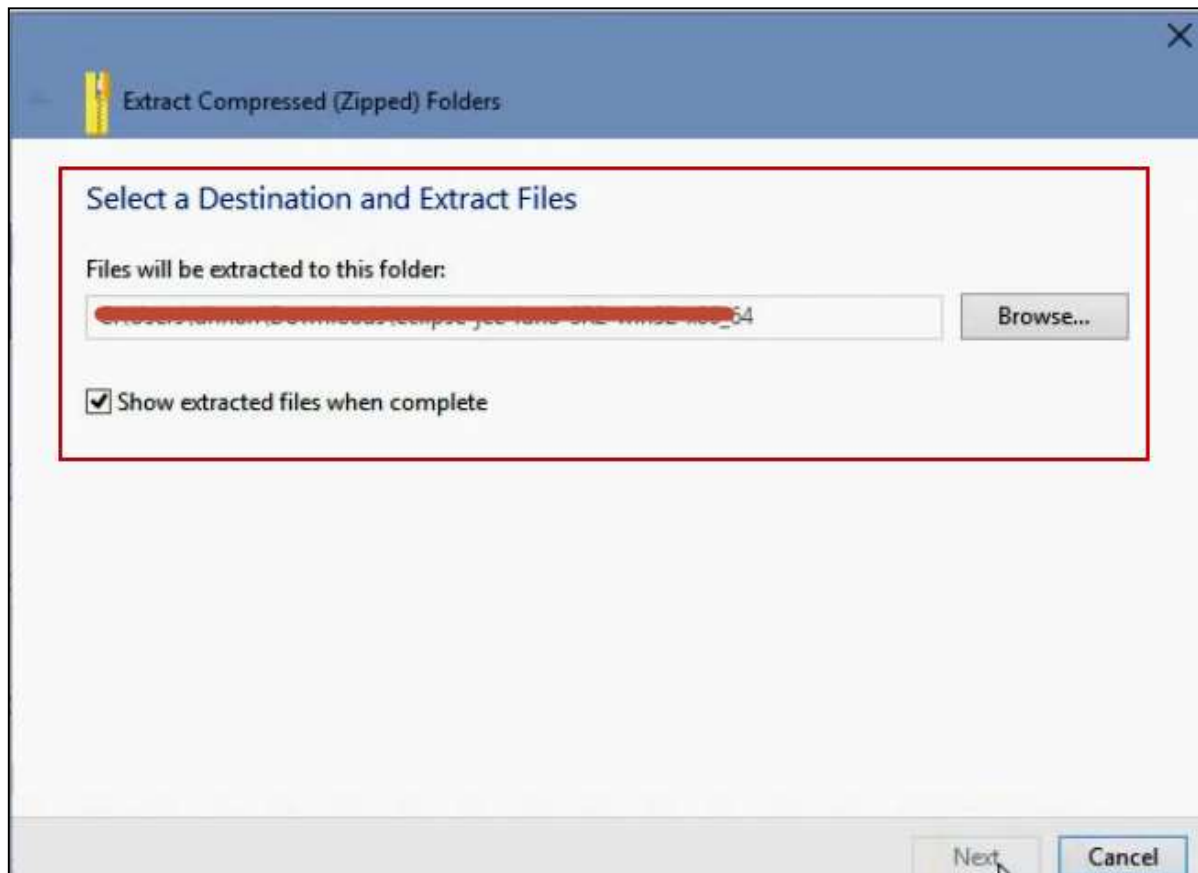 Extract Compressed (Zipped) Folders
Select a Destination and Extract Files
Files will be extracted to this folder:
_64
Browse...
Show extracted files when complete
Next
Cancel